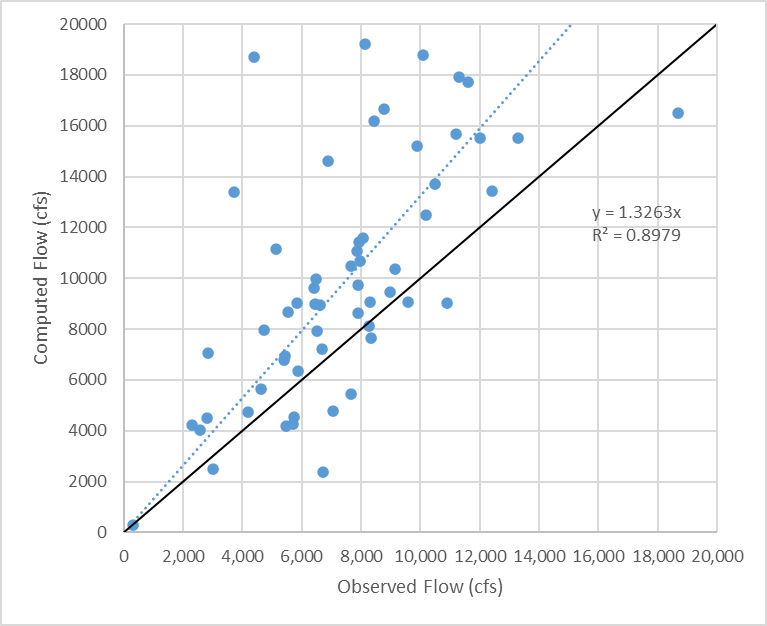 20000
18000
16000
14000
12000
10000
8000
6000
4000
2000
0
Computed Flow (cfs)
y = 1.3263x
R² = 0.8979
0 2,000 4,000 6,000 8,000 10,000 12,000 14,000 16,000 18,000 20,000
Observed Flow (cfs)